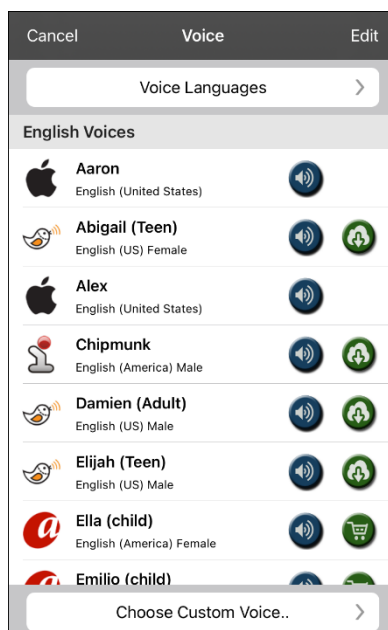 Cancel Voice Edit
Voice Languages
English Voices
Aaron
English (United States)
Abigail (Teen)
English (US) Female
Alex
English (United States)
Chipmunk
English (America) Male
Damien (Adult)
English (US) Male
Elijah (Teen)
English (US) Male
Ella (child)
English (America) Female
Emilio (child)
Choose Custom Voice..